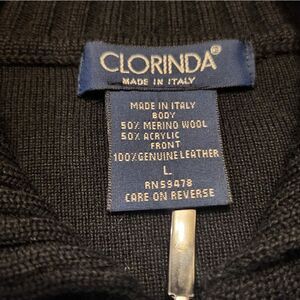 CLORINDA®
MADE IN ITALY
MADE IN ITALY
BODY
50% MERINO WOOL
50% ACRYLIC
FRONT
100% GENUINE LEATHER
L
RN59478
CARE ON REVERSE